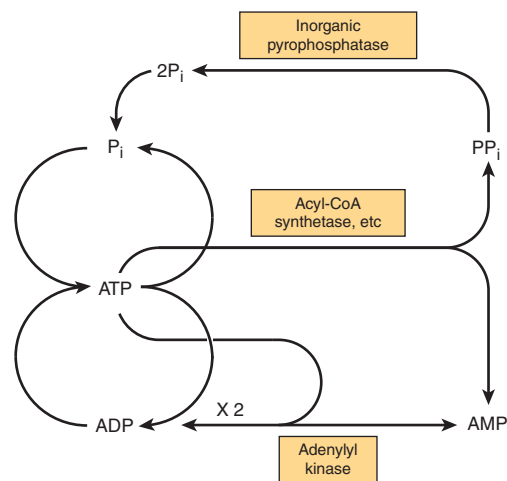 Inorganic
pyrophosphatase
2Pi
Pi
PPi
Acyl-CoA
synthetase, etc
ATP
X 2
ADP
AMP
Adenylyl
kinase